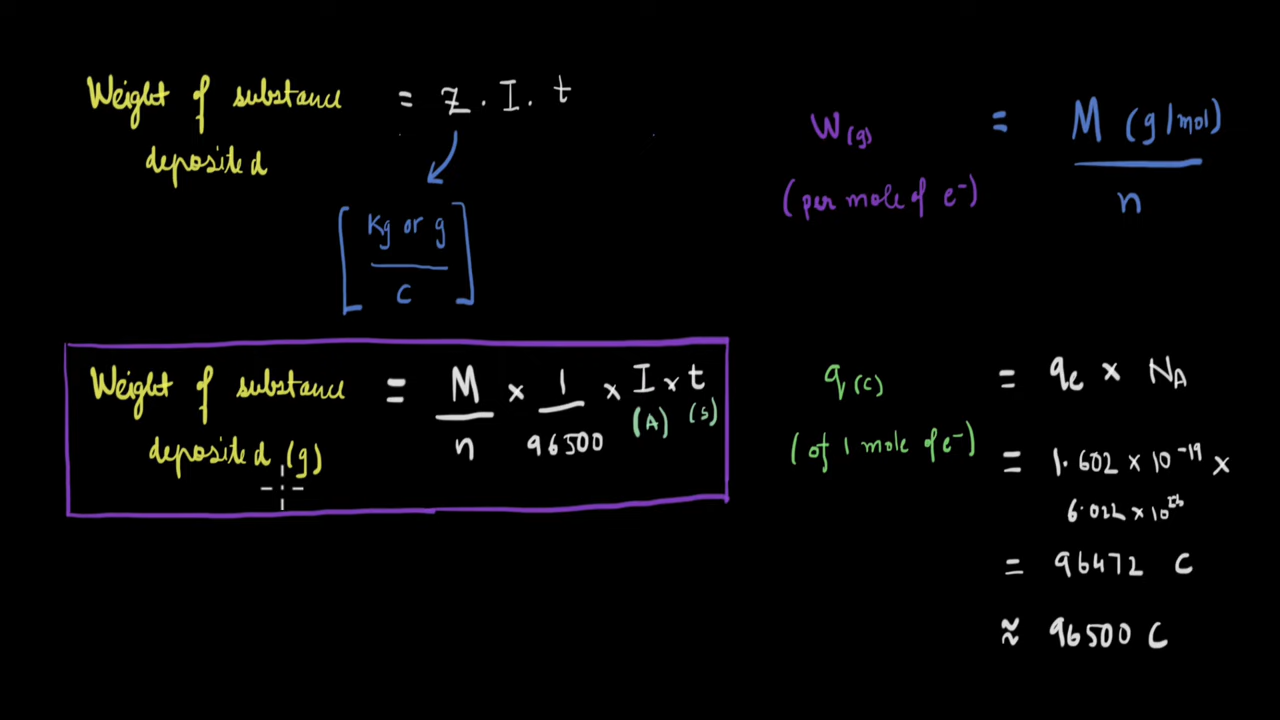 Weight of substance = Z . I . t
deposited
[ Kg or g / C ]
Weight of substance = M / n × 1 / 96500 × I × t
deposited (g) (A) (s)
W(g) = M (g/mol) / n
(per mole of e⁻)
q(C) = qe × NA
(of 1 mole of e⁻)
= 1.602 × 10⁻¹⁹ ×
6.022 × 10²³
= 96472 C
≈ 96500 C